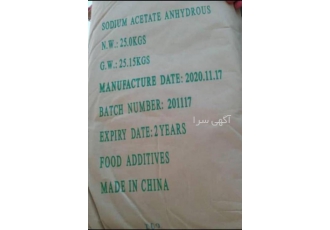 SODIUM ACETATE ANHYDROUS
N.W.: 25.0KGS
G.W.: 25.15KGS
MANUFACTURE DATE: 2020.11.17
BATCH NUMBER: 201117
آگهی سرا
EXPIRY DATE: 2 YEARS
FOOD ADDITIVES
MADE IN CHINA